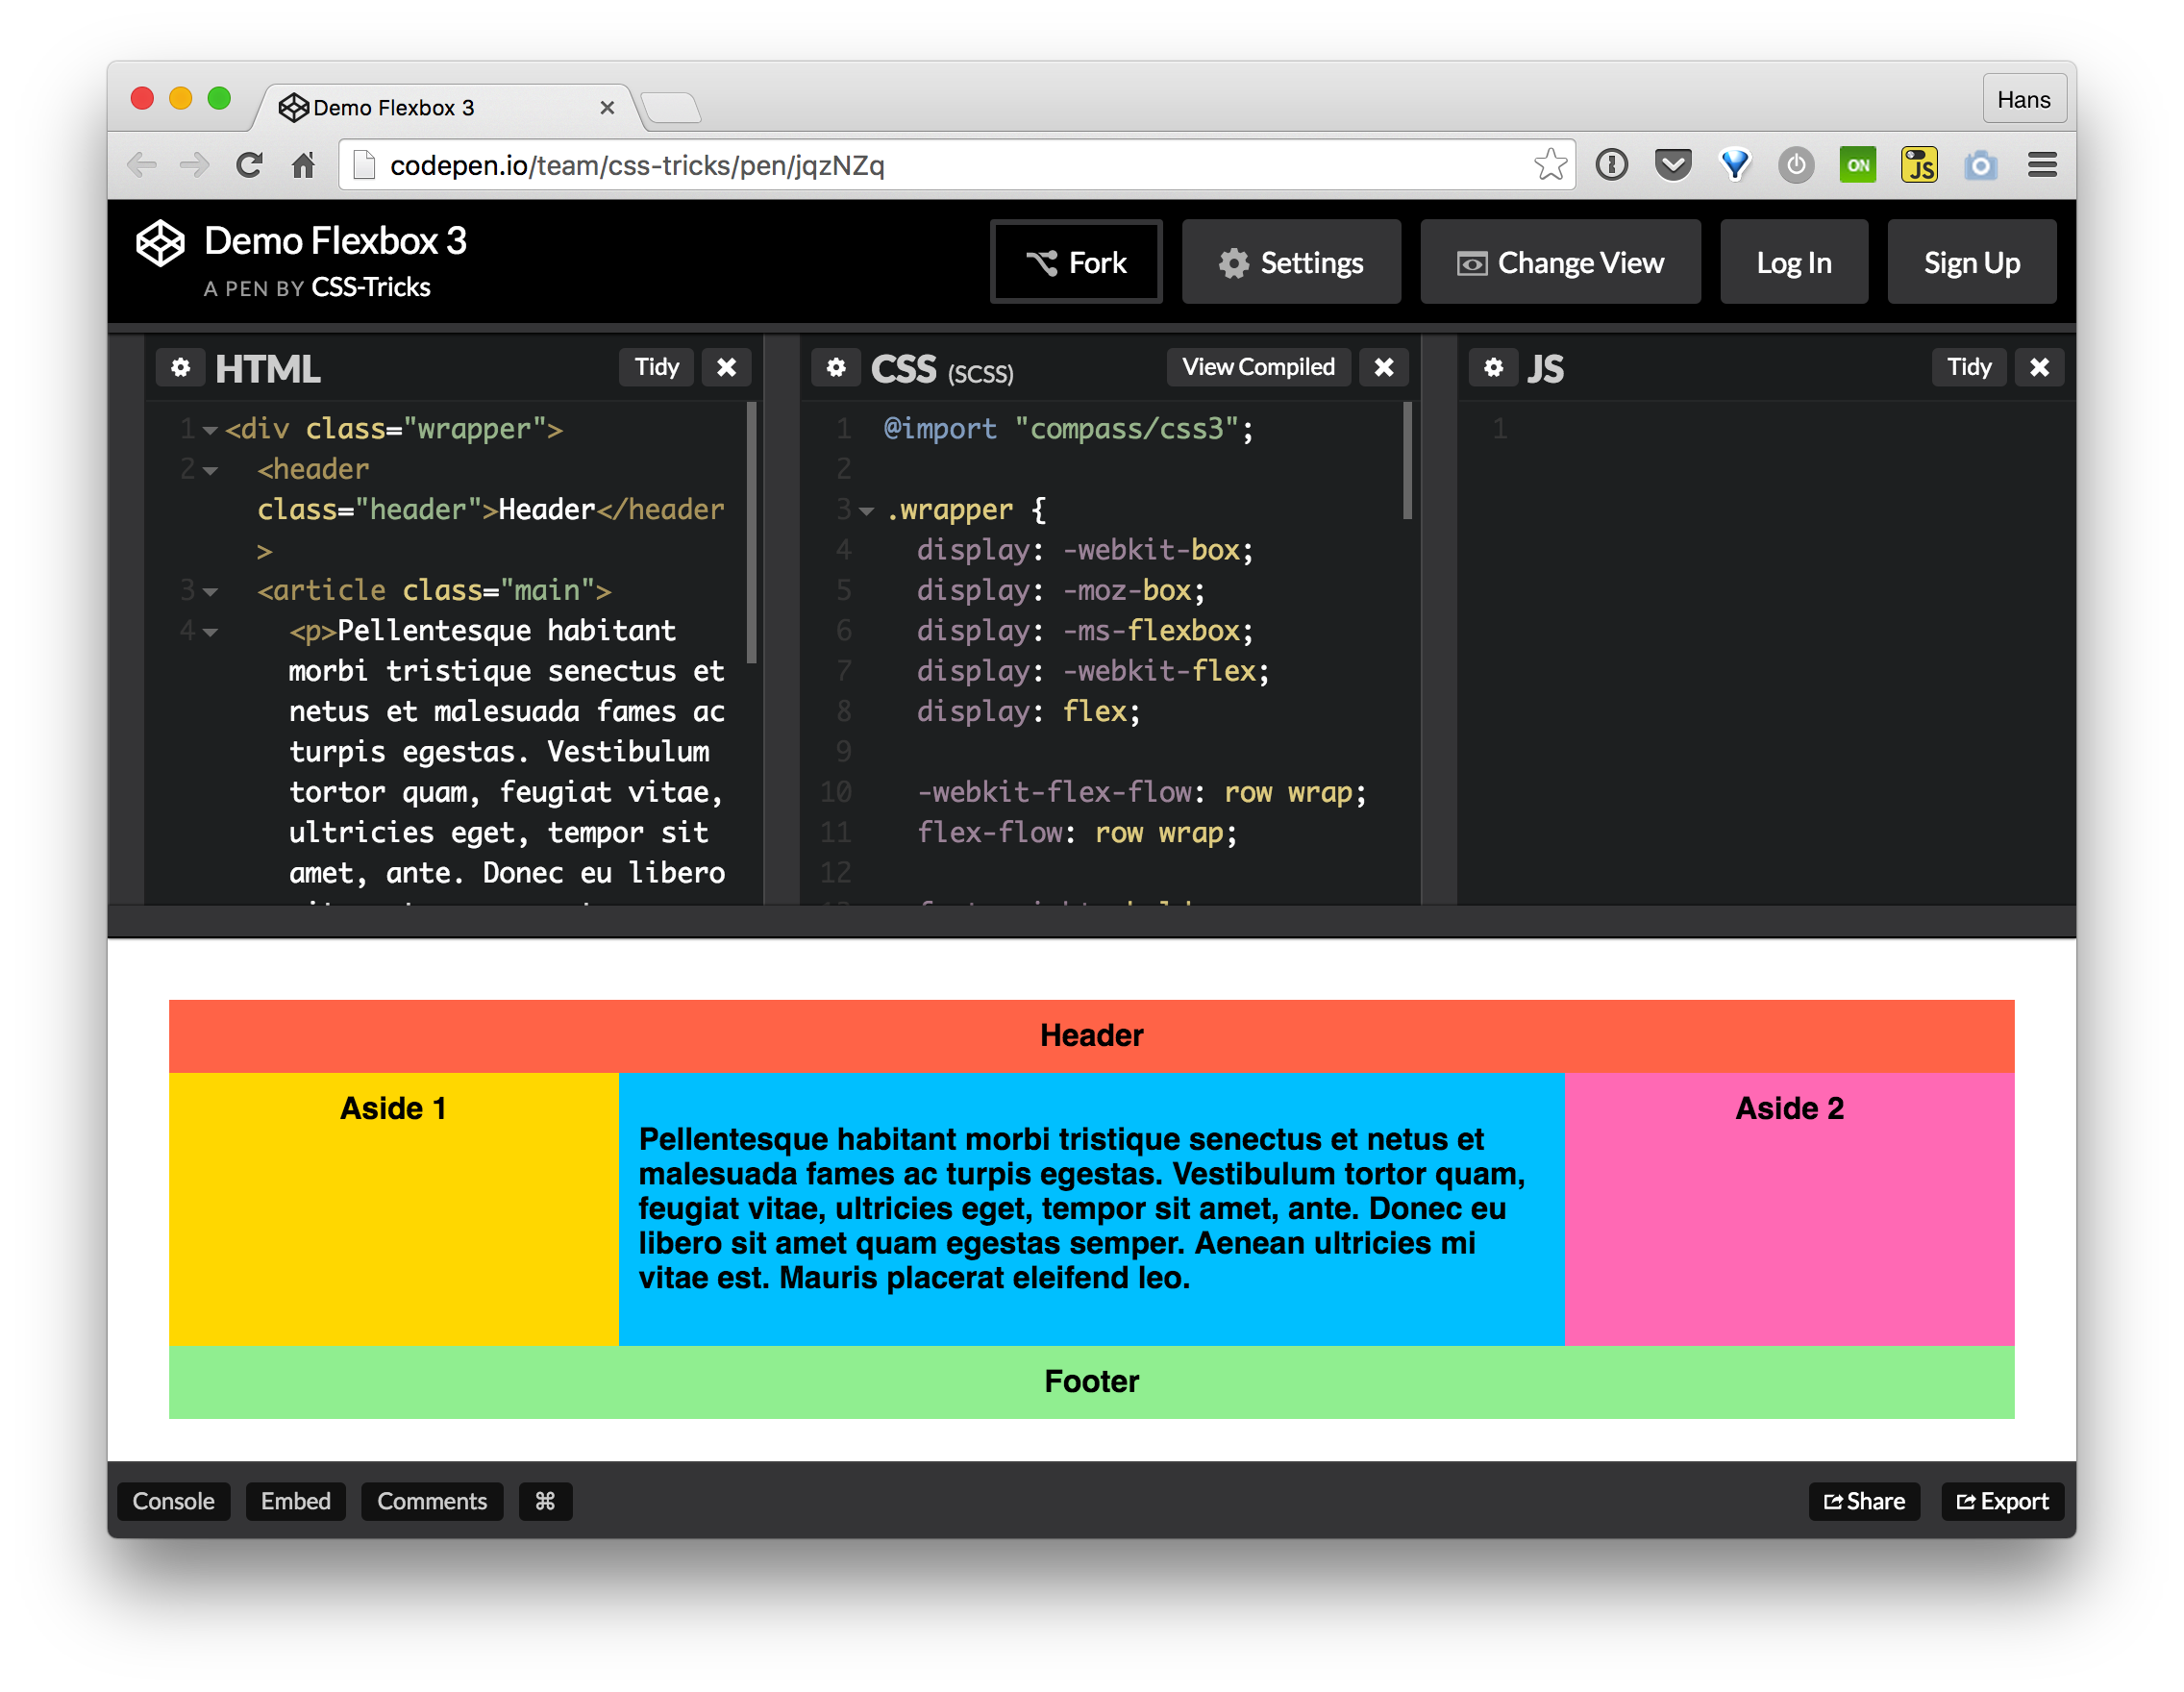 Demo Flexbox 3
Hans
codepen.io/team/css-tricks/pen/jqzNZq
ON
JS
Demo Flexbox 3
A PEN BY CSS-Tricks
Fork
Settings
Change View
Log In
Sign Up
HTML
Tidy
1 <div class="wrapper">
2 <header
class="header">Header</header
>
3 <article class="main">
4 <p>Pellentesque habitant
morbi tristique senectus et
netus et malesuada fames ac
turpis egestas. Vestibulum
tortor quam, feugiat vitae,
ultricies eget, tempor sit
amet, ante. Donec eu libero
CSS (SCSS)
View Compiled
1 @import "compass/css3";
2
3 .wrapper {
4 display: -webkit-box;
5 display: -moz-box;
6 display: -ms-flexbox;
7 display: -webkit-flex;
8 display: flex;
9
10 -webkit-flex-flow: row wrap;
11 flex-flow: row wrap;
12
JS
Tidy
1
Header
Aside 1
Pellentesque habitant morbi tristique senectus et netus et
malesuada fames ac turpis egestas. Vestibulum tortor quam,
feugiat vitae, ultricies eget, tempor sit amet, ante. Donec eu
libero sit amet quam egestas semper. Aenean ultricies mi
vitae est. Mauris placerat eleifend leo.
Aside 2
Footer
Console
Embed
Comments
⌘
Share
Export